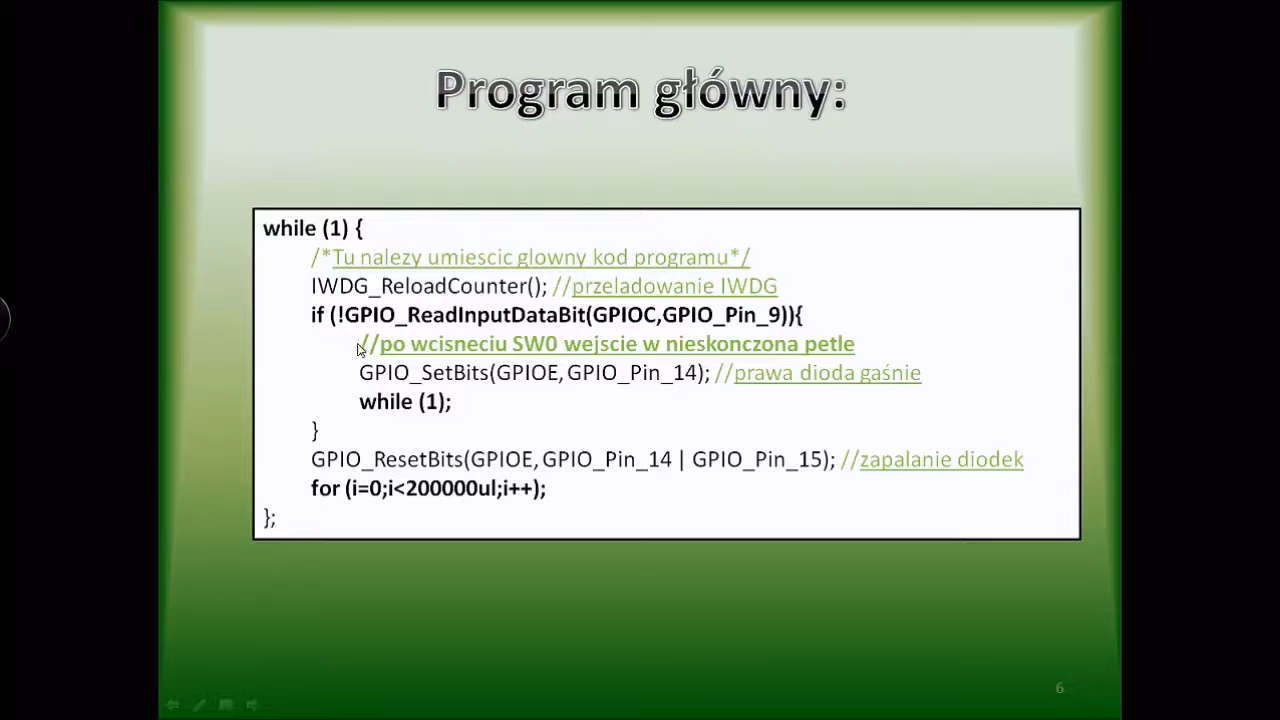 Program główny:
while (1) {
/*Tu nalezy umiescic glowny kod programu*/
IWDG_ReloadCounter(); //przeladowanie IWDG
if (!GPIO_ReadInputDataBit(GPIOC,GPIO_Pin_9)){
//po wcisneciu SW0 wejscie w nieskonczona petle
GPIO_SetBits(GPIOE, GPIO_Pin_14); //prawa dioda gaśnie
while (1);
}
GPIO_ResetBits(GPIOE, GPIO_Pin_14 | GPIO_Pin_15); //zapalanie diodek
for (i=0;i<200000ul;i++);
};
6